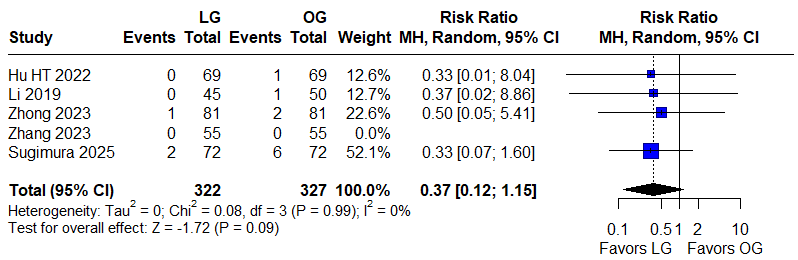 LG OG Risk Ratio Risk Ratio
Study Events Total Events Total Weight MH, Random, 95% CI MH, Random, 95% CI
Hu HT 2022 0 69 1 69 12.6% 0.33 [0.01; 8.04]
Li 2019 0 45 1 50 12.7% 0.37 [0.02; 8.86]
Zhong 2023 1 81 2 81 22.6% 0.50 [0.05; 5.41]
Zhang 2023 0 55 0 55 0.0%
Sugimura 2025 2 72 6 72 52.1% 0.33 [0.07; 1.60]
Total (95% CI) 322 327 100.0% 0.37 [0.12; 1.15]
Heterogeneity: Tau² = 0; Chi² = 0.08, df = 3 (P = 0.99); I² = 0%
Test for overall effect: Z = -1.72 (P = 0.09)
0.1 0.5 1 2 10
Favors LG Favors OG